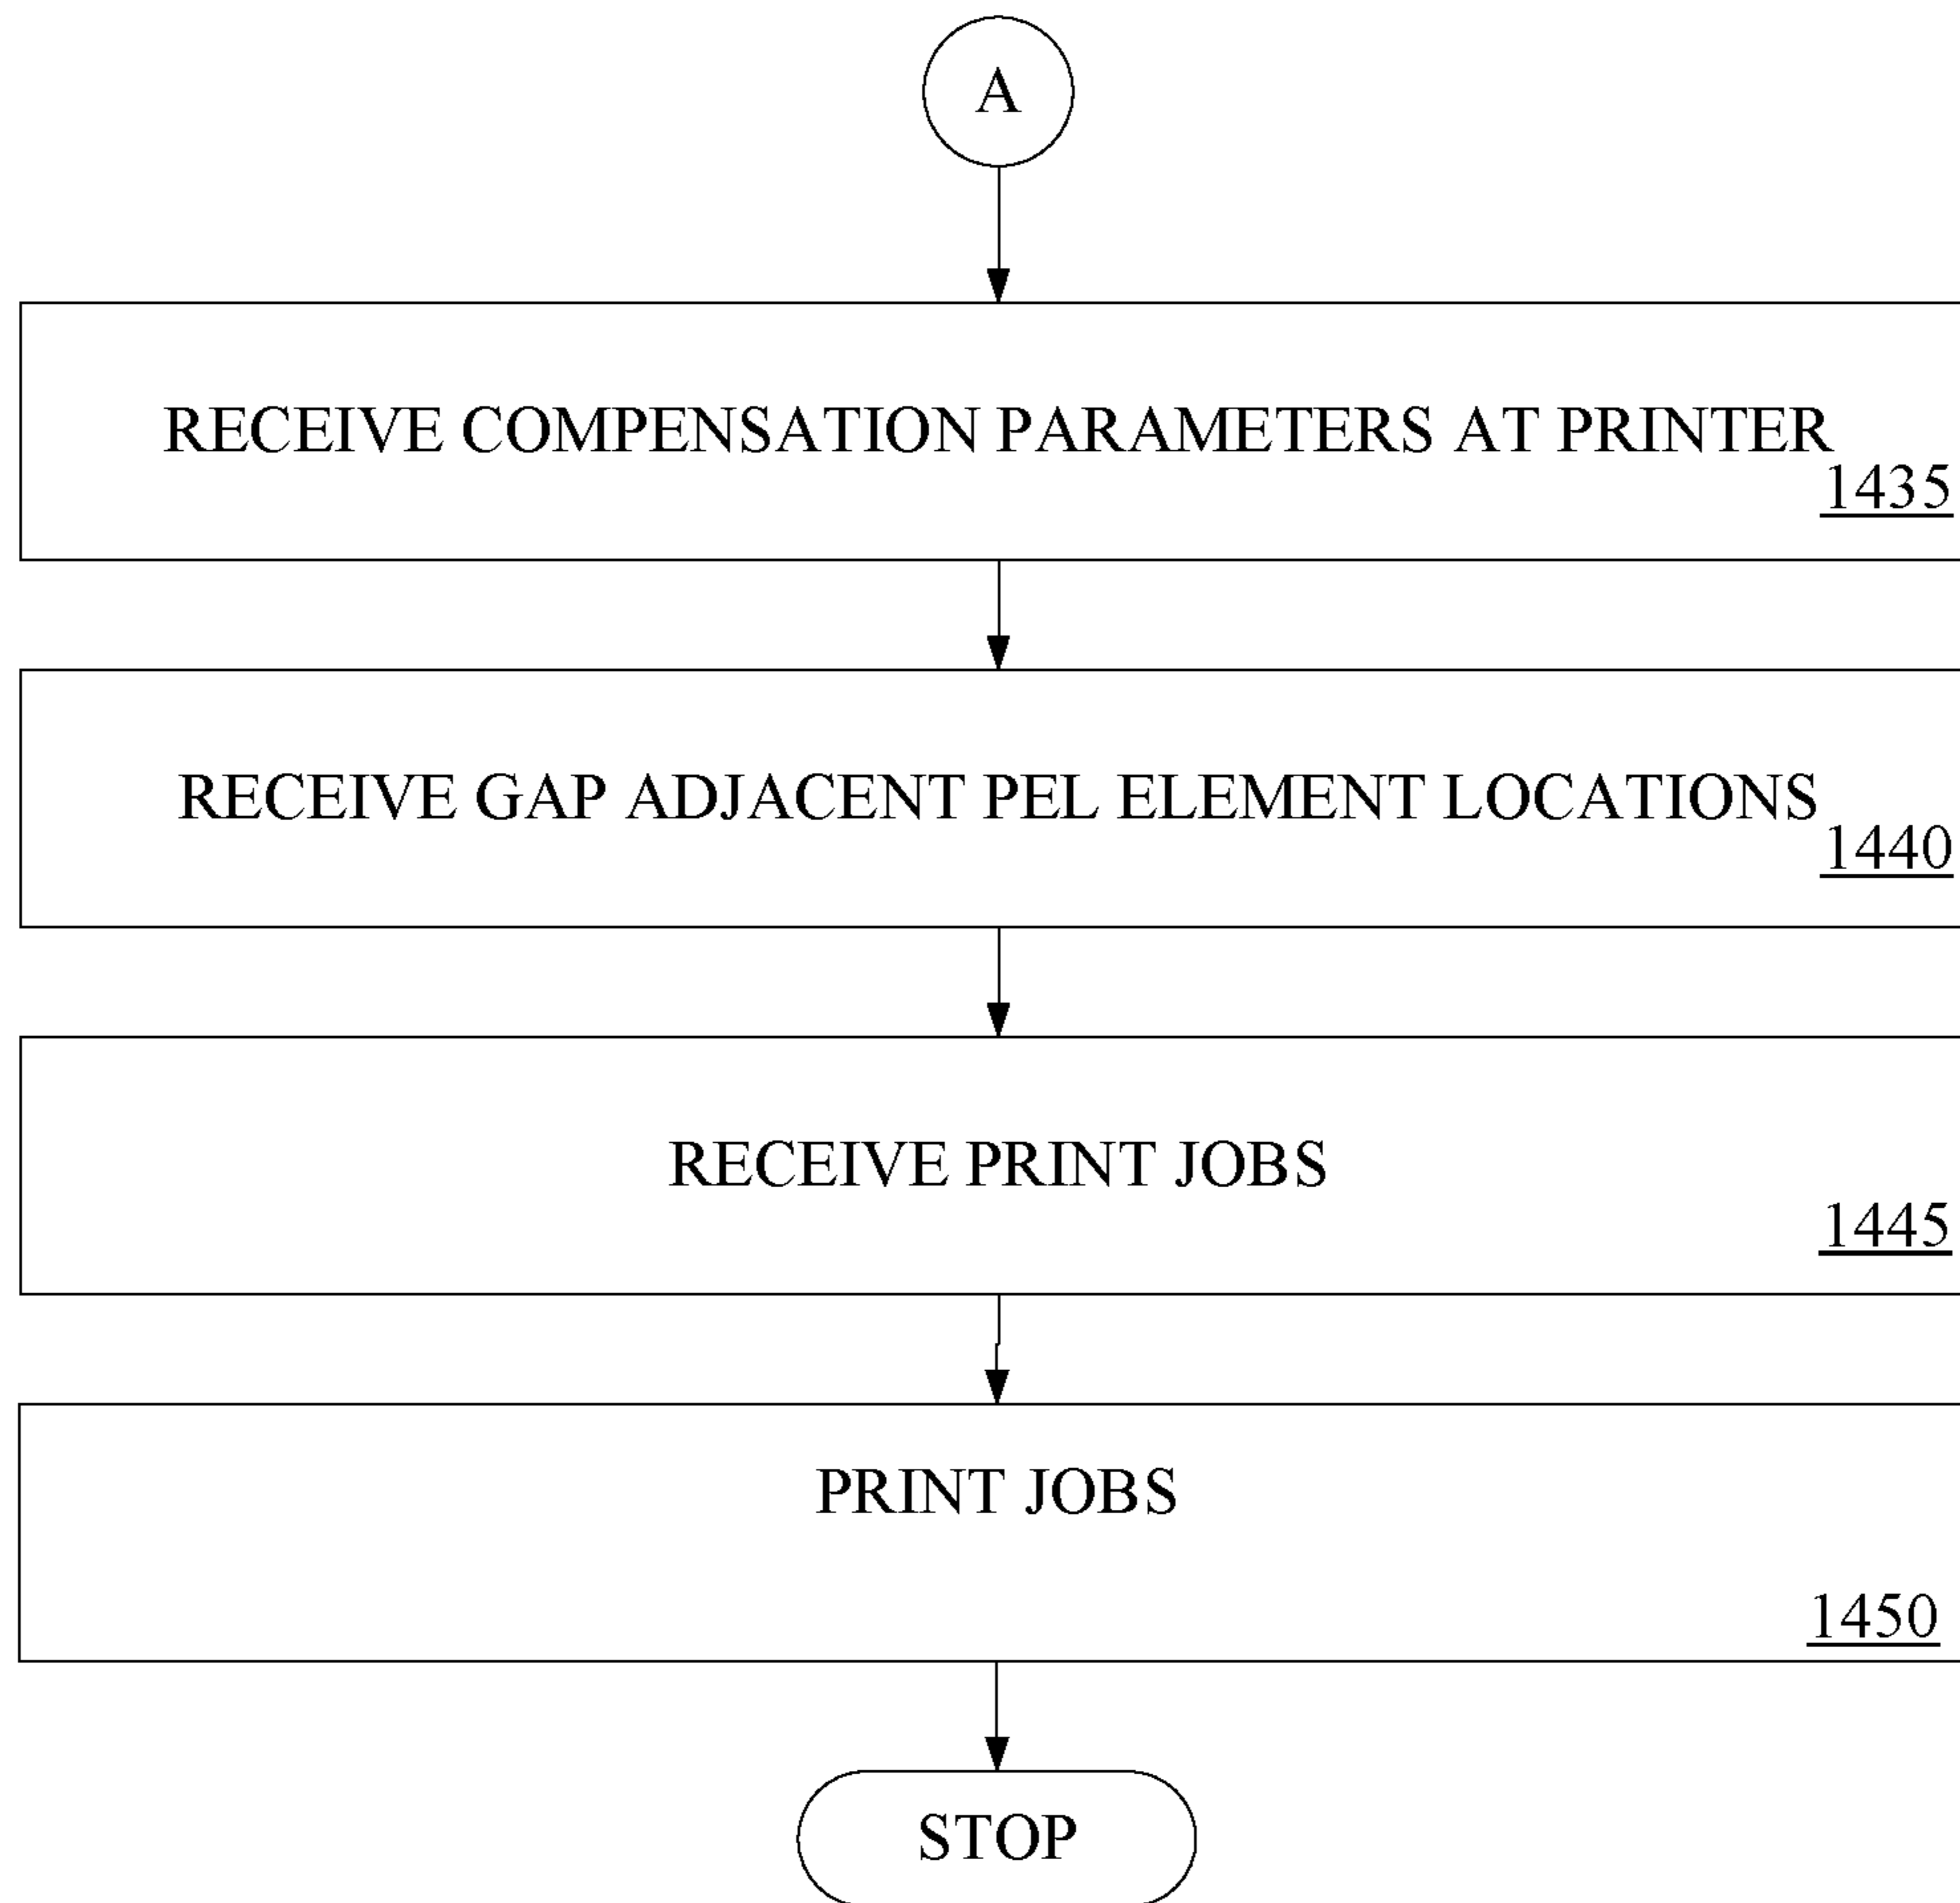 A
RECEIVE COMPENSATION PARAMETERS AT PRINTER
1435
RECEIVE GAP ADJACENT PEL ELEMENT LOCATIONS
1440
RECEIVE PRINT JOBS
1445
PRINT JOBS
1450
STOP